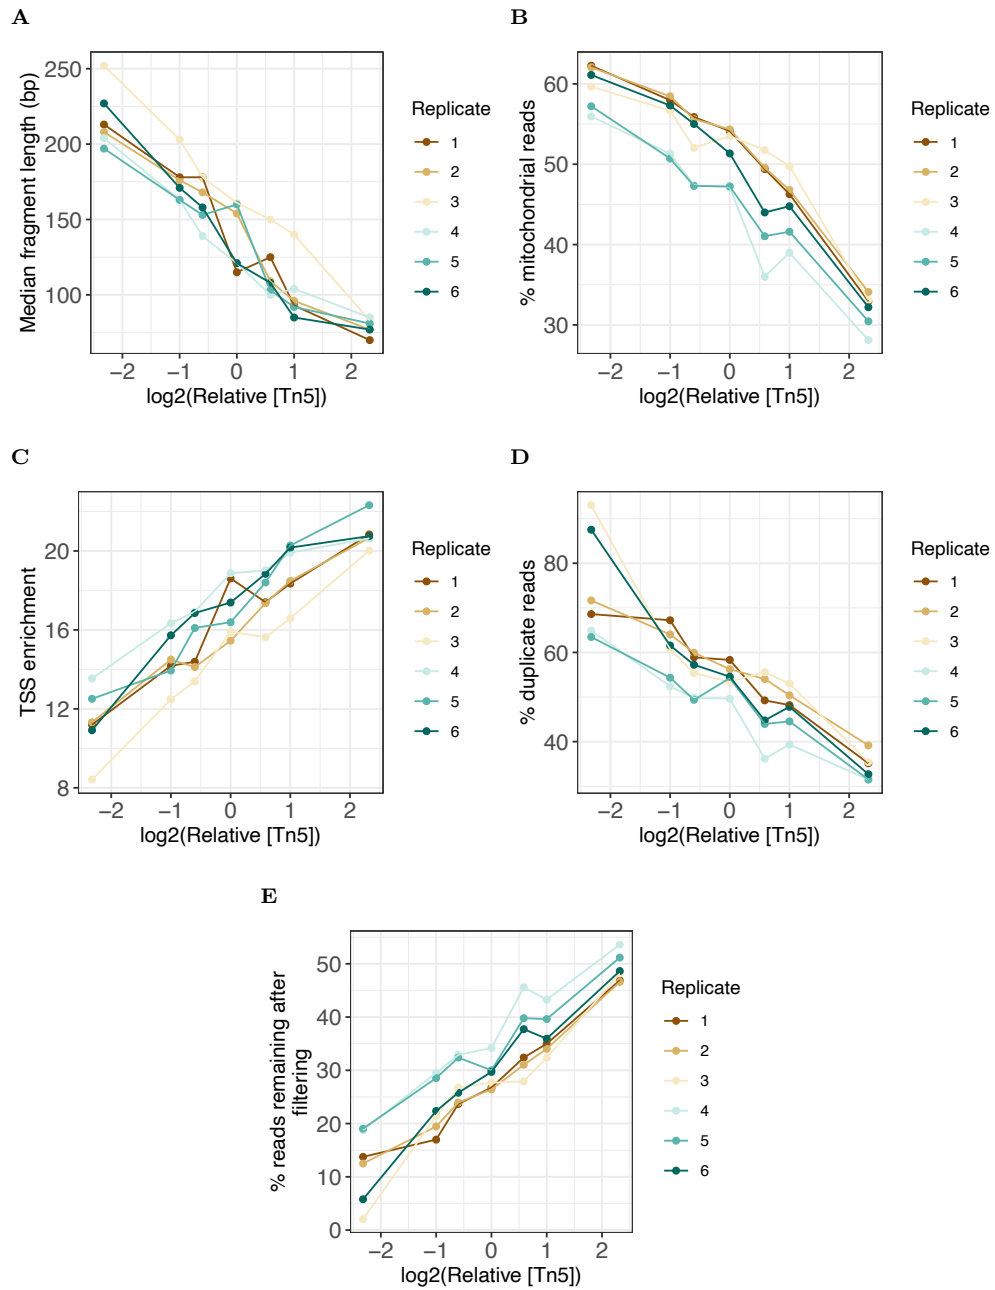 A
Median fragment length (bp)
250
200
150
100
−2 −1 0 1 2
log2(Relative [Tn5])
Replicate
1
2
3
4
5
6
B
% mitochondrial reads
60
50
40
30
−2 −1 0 1 2
log2(Relative [Tn5])
Replicate
1
2
3
4
5
6
C
TSS enrichment
20
16
12
8
−2 −1 0 1 2
log2(Relative [Tn5])
Replicate
1
2
3
4
5
6
D
% duplicate reads
80
60
40
−2 −1 0 1 2
log2(Relative [Tn5])
Replicate
1
2
3
4
5
6
E
% reads remaining after
filtering
50
40
30
20
10
0
−2 −1 0 1 2
log2(Relative [Tn5])
Replicate
1
2
3
4
5
6